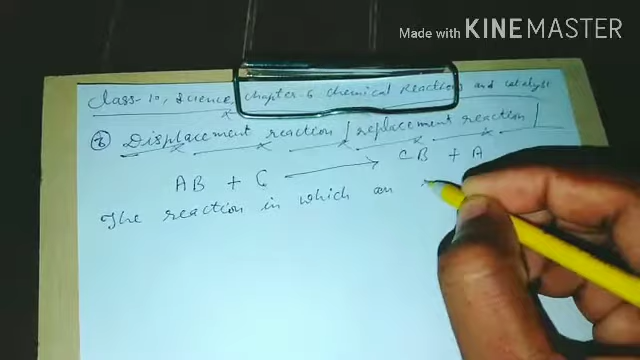 Made with KINEMASTER
Class-10, Science, Chapter-6 Chemical Reaction and catalyst
Displacement reaction / replacement reaction /
AB + C → CB + A
The reaction in which an